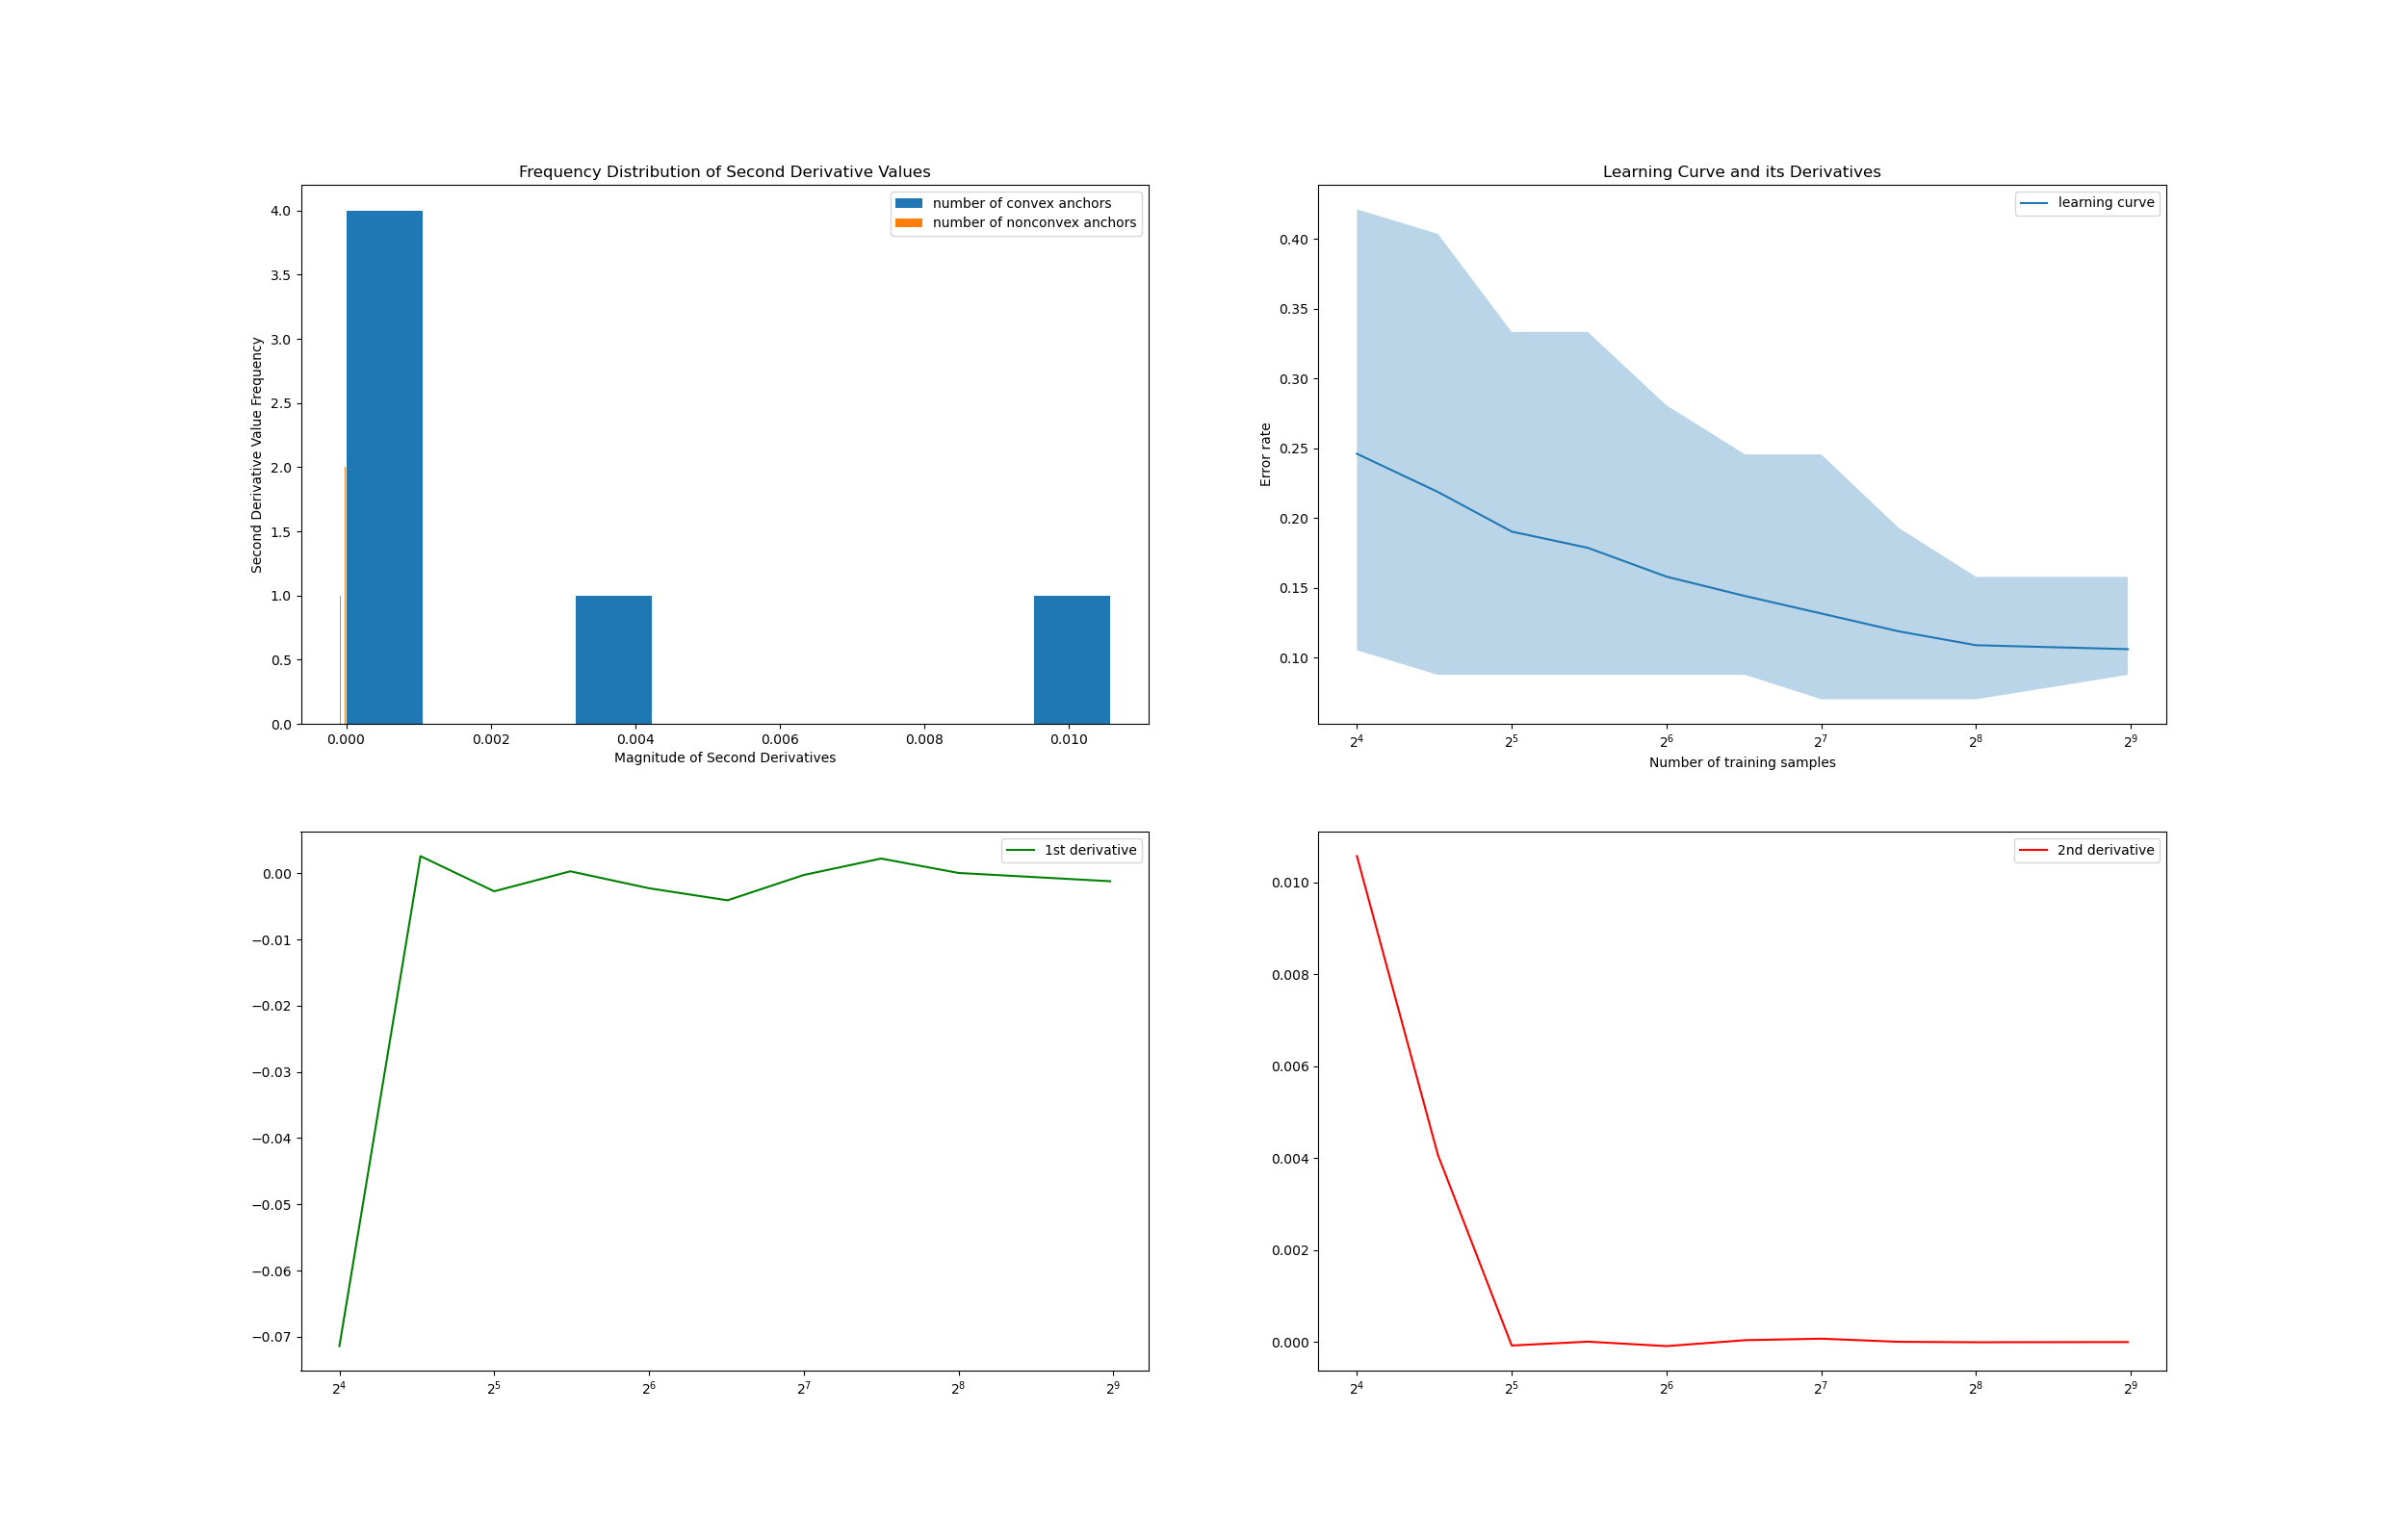 Frequency Distribution of Second Derivative Values
number of convex anchors
number of nonconvex anchors
4.0
3.5
3.0
2.5
2.0
1.5
1.0
0.5
0.0
Second Derivative Value Frequency
0.000 0.002 0.004 0.006 0.008 0.010
Magnitude of Second Derivatives
Learning Curve and its Derivatives
learning curve
0.40
0.35
0.30
0.25
0.20
0.15
0.10
Error rate
2⁴ 2⁵ 2⁶ 2⁷ 2⁸ 2⁹
Number of training samples
1st derivative
0.00
−0.01
−0.02
−0.03
−0.04
−0.05
−0.06
−0.07
2⁴ 2⁵ 2⁶ 2⁷ 2⁸ 2⁹
2nd derivative
0.010
0.008
0.006
0.004
0.002
0.000
2⁴ 2⁵ 2⁶ 2⁷ 2⁸ 2⁹